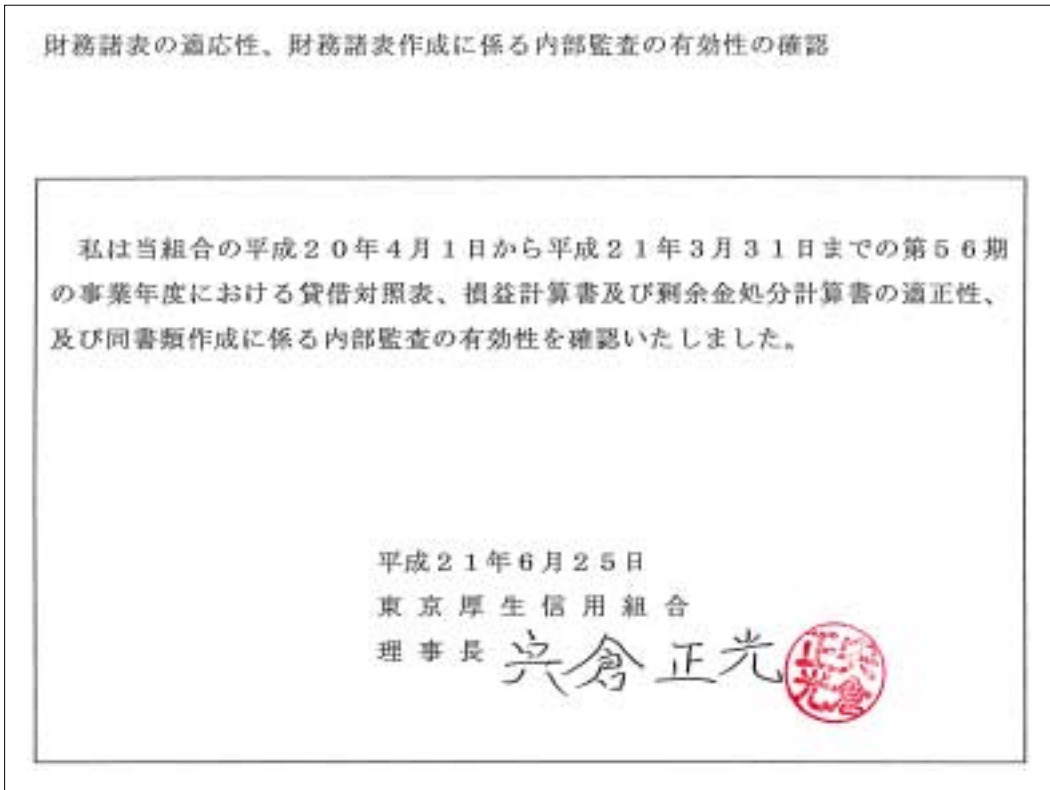 財務諸表の適応性、財務諸表作成に係る内部監査の有効性の確認
私は当組合の平成20年4月1日から平成21年3月31日までの第56期
の事業年度における貸借対照表、損益計算書及び剰余金処分計算書の適正性、
及び同書類作成に係る内部監査の有効性を確認いたしました。
平成21年6月25日
東京厚生信用組合
理事長 宍倉正光
宍倉正光